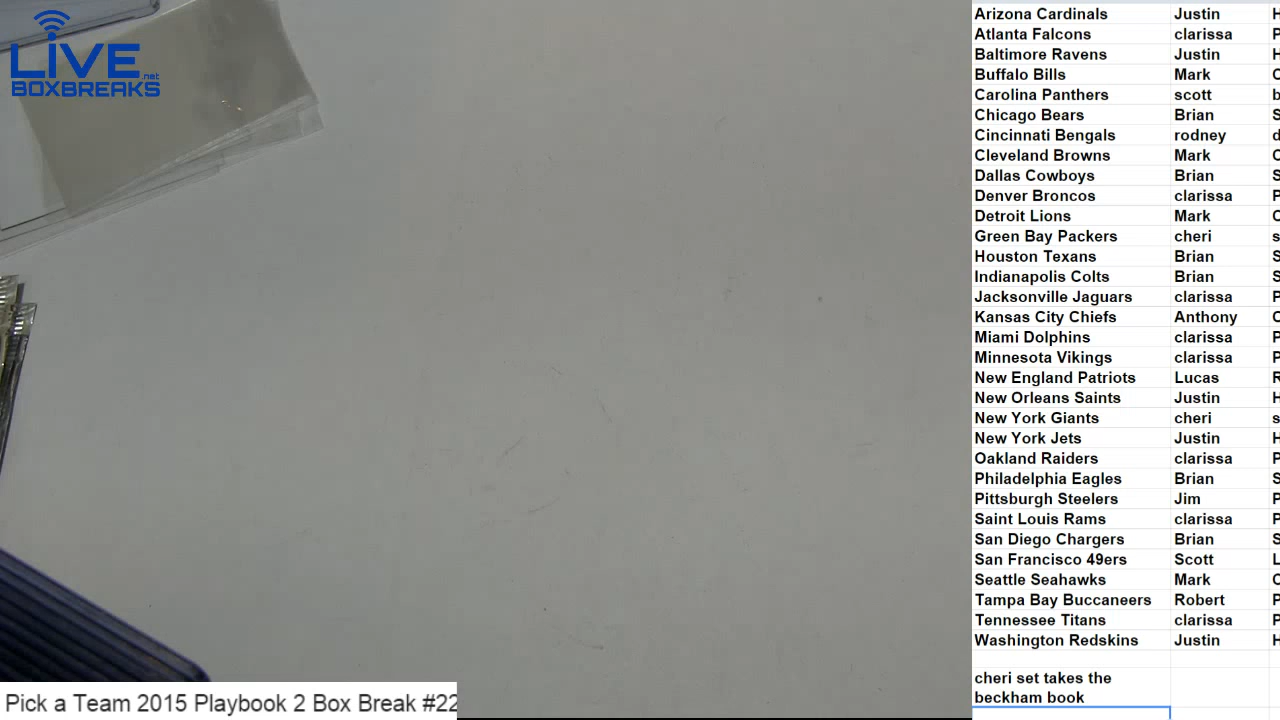 LIVE.net
BOXBREAKS
Arizona Cardinals Justin H
Atlanta Falcons clarissa P
Baltimore Ravens Justin H
Buffalo Bills Mark
Carolina Panthers scott b
Chicago Bears Brian S
Cincinnati Bengals rodney d
Cleveland Browns Mark
Dallas Cowboys Brian S
Denver Broncos clarissa P
Detroit Lions Mark
Green Bay Packers cheri s
Houston Texans Brian S
Indianapolis Colts Brian S
Jacksonville Jaguars clarissa P
Kansas City Chiefs Anthony
Miami Dolphins clarissa P
Minnesota Vikings clarissa P
New England Patriots Lucas R
New Orleans Saints Justin H
New York Giants cheri s
New York Jets Justin H
Oakland Raiders clarissa P
Philadelphia Eagles Brian S
Pittsburgh Steelers Jim P
Saint Louis Rams clarissa P
San Diego Chargers Brian S
San Francisco 49ers Scott L
Seattle Seahawks Mark
Tampa Bay Buccaneers Robert P
Tennessee Titans clarissa P
Washington Redskins Justin H
cheri set takes the
beckham book
Pick a Team 2015 Playbook 2 Box Break #22